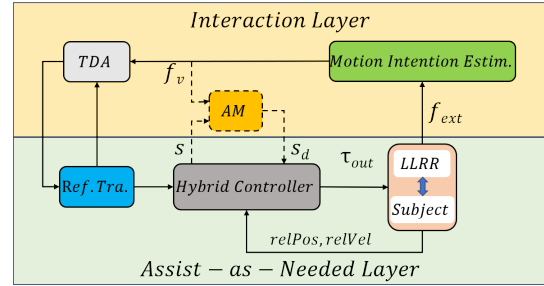 Interaction Layer
TDA
f_v
Motion Intention Estim.
AM
f_ext
s
s_d
τ_out
LLRR
Ref.Tra.
Hybrid Controller
Subject
relPos, relVel
Assist − as − Needed Layer